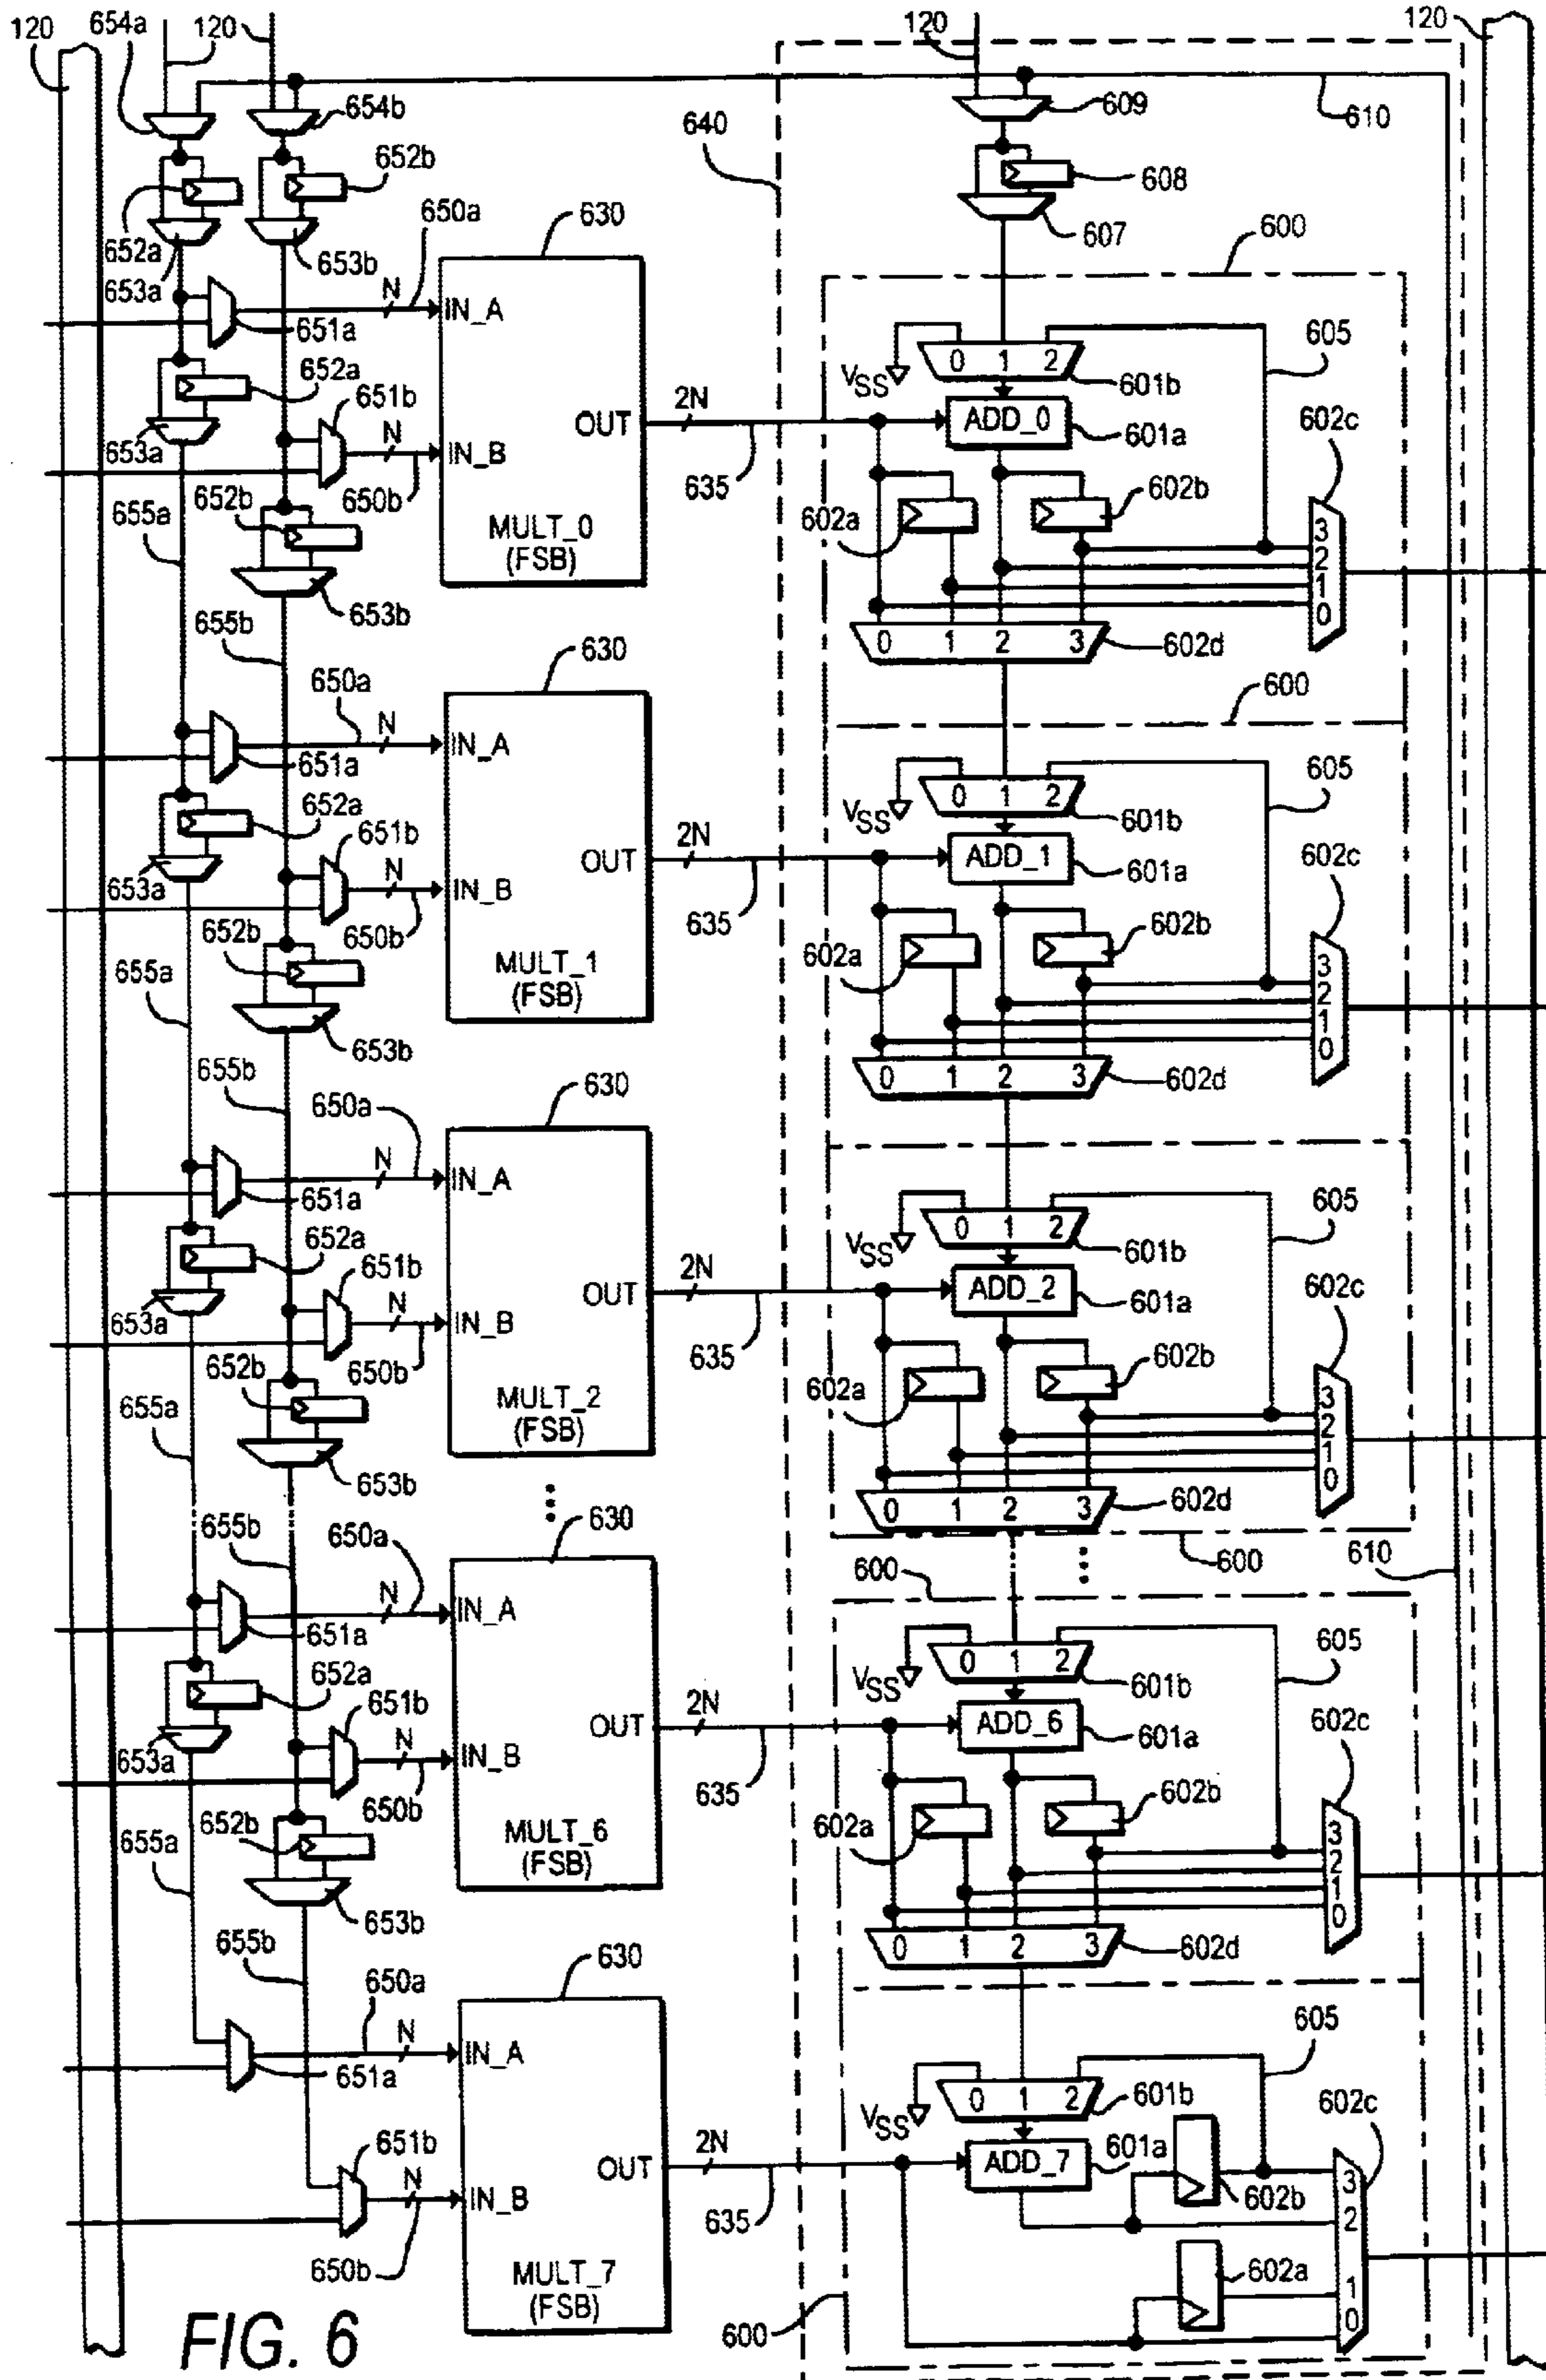 120
654a
120
120
120
654b
609
610
640
652b
608
650a
630
607
600
652a
653b
653a
N
IN_A
651a
605
0 1 2
VSS
601b
652a
651b
2N
ADD_0
602c
OUT
601a
653a
N
IN_B
650b
635
652b
602a
602b
655a
MULT_0
(FSB)
3
2
1
0
653b
655b
0 1 2 3
602d
630
650a
600
N
IN_A
651a
605
0 1 2
VSS
601b
652a
651b
2N
ADD_1
602c
OUT
601a
653a
N
IN_B
650b
635
652b
602a
602b
655a
MULT_1
(FSB)
3
2
1
0
653b
655b
0 1 2 3
602d
630
650a
N
IN_A
651a
605
0 1 2
VSS
601b
652a
651b
2N
ADD_2
602c
OUT
601a
653a
N
IN_B
650b
635
652b
602a
602b
655a
MULT_2
(FSB)
3
2
1
0
653b
0 1 2 3
602d
655b
630
650a
600
600
610
N
IN_A
651a
605
0 1 2
VSS
601b
652a
651b
2N
ADD_6
602c
OUT
601a
653a
N
IN_B
650b
635
652b
602a
602b
655a
MULT_6
(FSB)
3
2
1
0
653b
655b
0 1 2 3
602d
630
650a
N
IN_A
651a
605
0 1 2
VSS
601b
602c
651b
2N
ADD_7
601a
OUT
N
IN_B
635
602b
3
2
650b
MULT_7
(FSB)
602a
1
0
600
FIG. 6